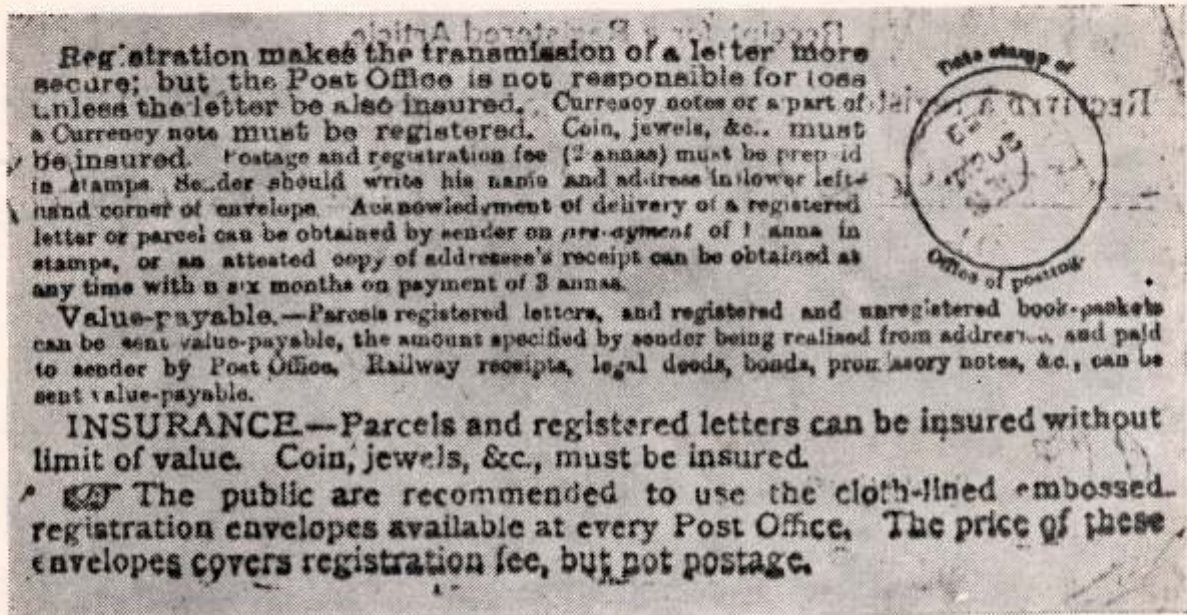 Registration makes the transmission of a letter more
secure; but the Post Office is not responsible for loss
unless the letter be also insured. Currency notes or a part of
a Currency note must be registered. Coin, jewels, &c., must
be insured. Postage and registration fee (2 annas) must be prepaid
in stamps. Sender should write his name and address in lower left-
hand corner of envelope. Acknowledgment of delivery of a registered
letter or parcel can be obtained by sender on pre-payment of 1 anna in
stamps, or an attested copy of addressee's receipt can be obtained at
any time within six months on payment of 3 annas.
Date stamp of
Office of posting.
Value-payable.—Parcels registered letters, and registered and unregistered book-packets
can be sent value-payable, the amount specified by sender being realised from addressee, and paid
to sender by Post Office. Railway receipts, legal deeds, bonds, promissory notes, &c., can be
sent value-payable.
INSURANCE.—Parcels and registered letters can be insured without
limit of value. Coin, jewels, &c., must be insured.
☞ The public are recommended to use the cloth-lined embossed
registration envelopes available at every Post Office. The price of these
envelopes covers registration fee, but not postage.